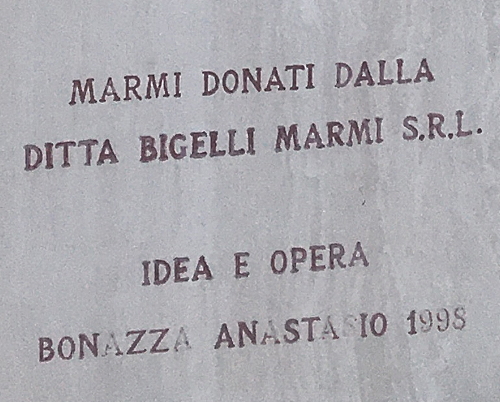 MARMI DONATI DALLA
DITTA BIGELLI MARMI S.R.L.
IDEA E OPERA
BONAZZA ANASTASIO 1998